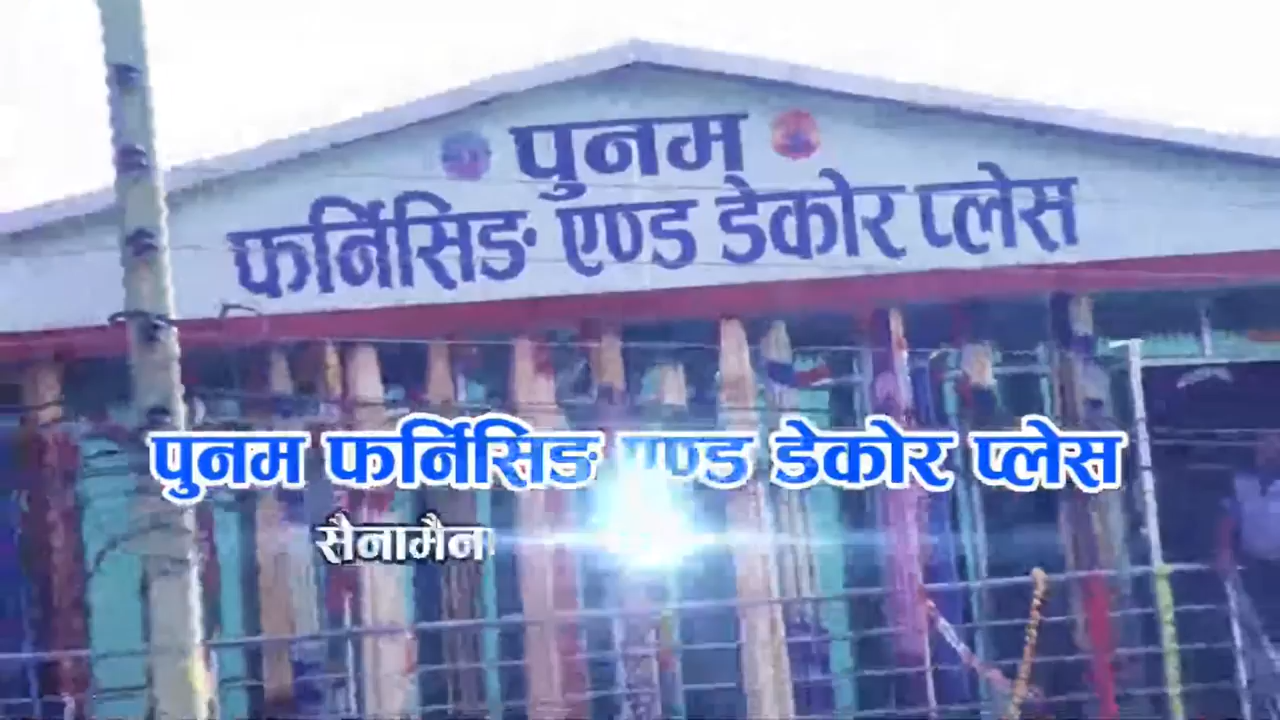 पुनम
फर्निसिङ एण्ड डेकोर प्लेस
पुनम फर्निसिङ एण्ड डेकोर प्लेस
सैनामैन